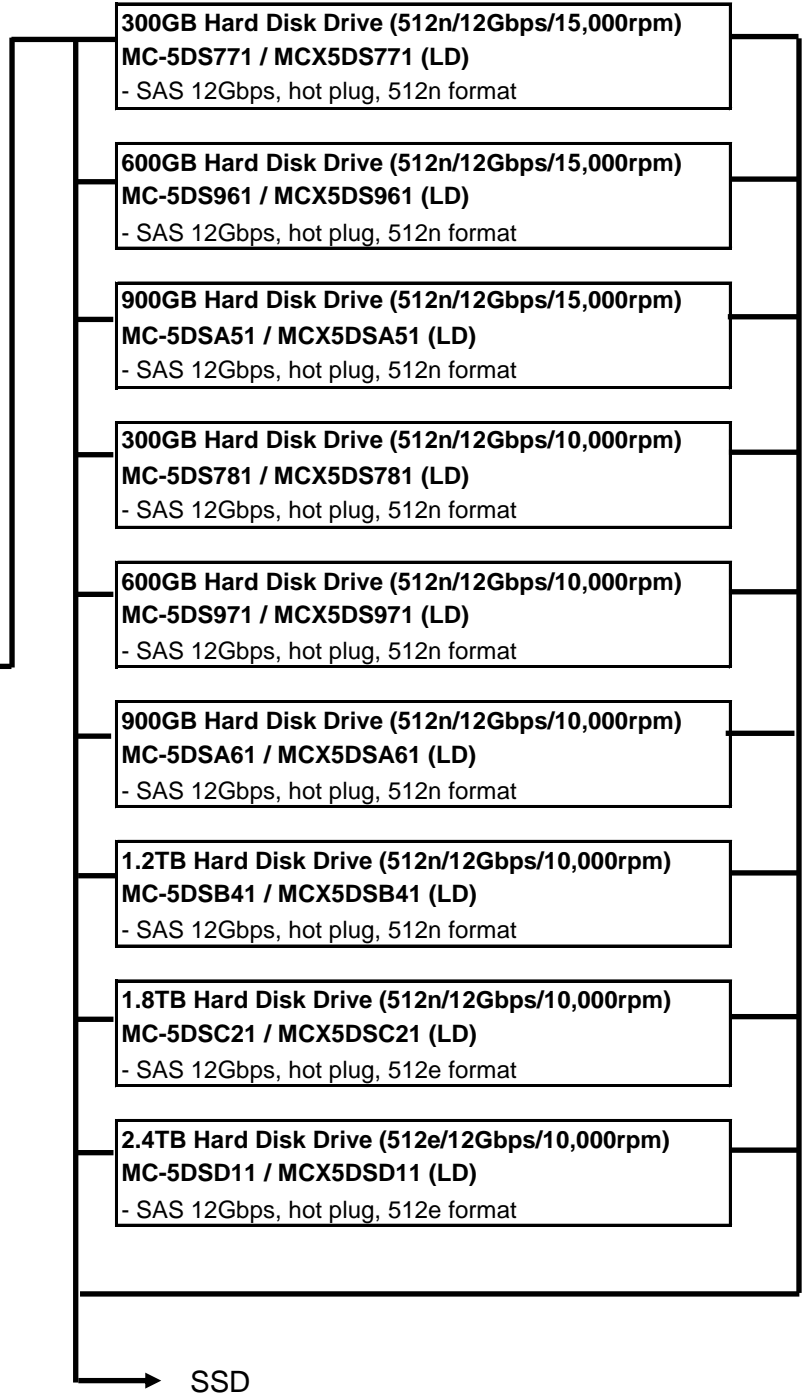 300GB Hard Disk Drive (512n/12Gbps/15,000rpm)
MC-5DS771 / MCX5DS771 (LD)
- SAS 12Gbps, hot plug, 512n format
600GB Hard Disk Drive (512n/12Gbps/15,000rpm)
MC-5DS961 / MCX5DS961 (LD)
- SAS 12Gbps, hot plug, 512n format
900GB Hard Disk Drive (512n/12Gbps/15,000rpm)
MC-5DSA51 / MCX5DSA51 (LD)
- SAS 12Gbps, hot plug, 512n format
300GB Hard Disk Drive (512n/12Gbps/10,000rpm)
MC-5DS781 / MCX5DS781 (LD)
- SAS 12Gbps, hot plug, 512n format
600GB Hard Disk Drive (512n/12Gbps/10,000rpm)
MC-5DS971 / MCX5DS971 (LD)
- SAS 12Gbps, hot plug, 512n format
900GB Hard Disk Drive (512n/12Gbps/10,000rpm)
MC-5DSA61 / MCX5DSA61 (LD)
- SAS 12Gbps, hot plug, 512n format
1.2TB Hard Disk Drive (512n/12Gbps/10,000rpm)
MC-5DSB41 / MCX5DSB41 (LD)
- SAS 12Gbps, hot plug, 512n format
1.8TB Hard Disk Drive (512n/12Gbps/10,000rpm)
MC-5DSC21 / MCX5DSC21 (LD)
- SAS 12Gbps, hot plug, 512e format
2.4TB Hard Disk Drive (512e/12Gbps/10,000rpm)
MC-5DSD11 / MCX5DSD11 (LD)
- SAS 12Gbps, hot plug, 512e format
SSD